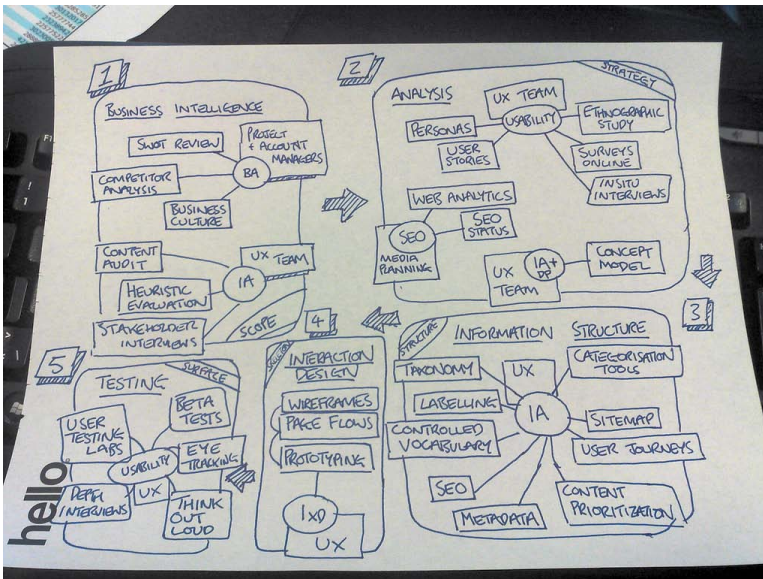 1
BUSINESS INTELLIGENCE
SWOT REVIEW
PROJECT
+ ACCOUNT
MANAGERS
COMPETITOR
ANALYSIS
BA
BUSINESS
CULTURE
CONTENT
AUDIT
UX TEAM
HEURISTIC
EVALUATION
IA
STAKEHOLDER
INTERVIEWS
SCOPE
2
ANALYSIS
STRATEGY
UX TEAM
USABILITY
PERSONAS
USER
STORIES
ETHNOGRAPHIC
STUDY
SURVEYS
ONLINE
INSITU
INTERVIEWS
WEB ANALYTICS
SEO
STATUS
SEO
MEDIA
PLANNING
UX
TEAM
IA+
DP
CONCEPT
MODEL
3
STRUCTURE
INFORMATION STRUCTURE
TAXONOMY
UX
CATEGORISATION
TOOLS
LABELLING
IA
SITEMAP
CONTROLLED
VOCABULARY
USER JOURNEYS
SEO
METADATA
CONTENT
PRIORITIZATION
4
INTERACTION
DESIGN
WIREFRAMES
PAGE FLOWS
PROTOTYPING
IxD
UX
5
TESTING
SURFACE
USER
TESTING
LABS
BETA
TESTS
USABILITY
EYE
TRACKING
DEPTH
INTERVIEWS
UX
THINK
OUT
LOUD
hello.